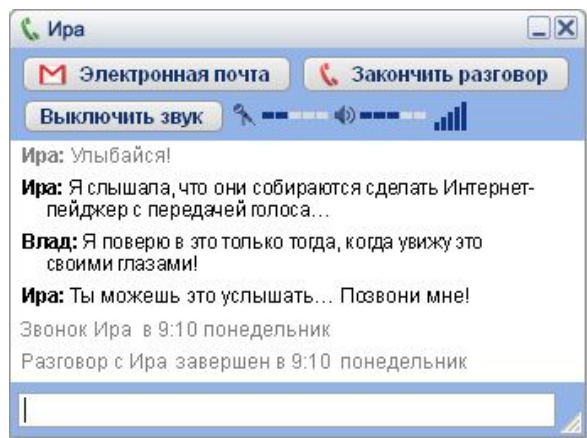 Ира
Электронная почта
Закончить разговор
Выключить звук
Ира: Улыбайся!
Ира: Я слышала, что они собираются сделать Интернет-
пейджер с передачей голоса…
Влад: Я поверю в это только тогда, когда увижу это
своими глазами!
Ира: Ты можешь это услышать… Позвони мне!
Звонок Ира в 9:10 понедельник
Разговор с Ира завершен в 9:10 понедельник